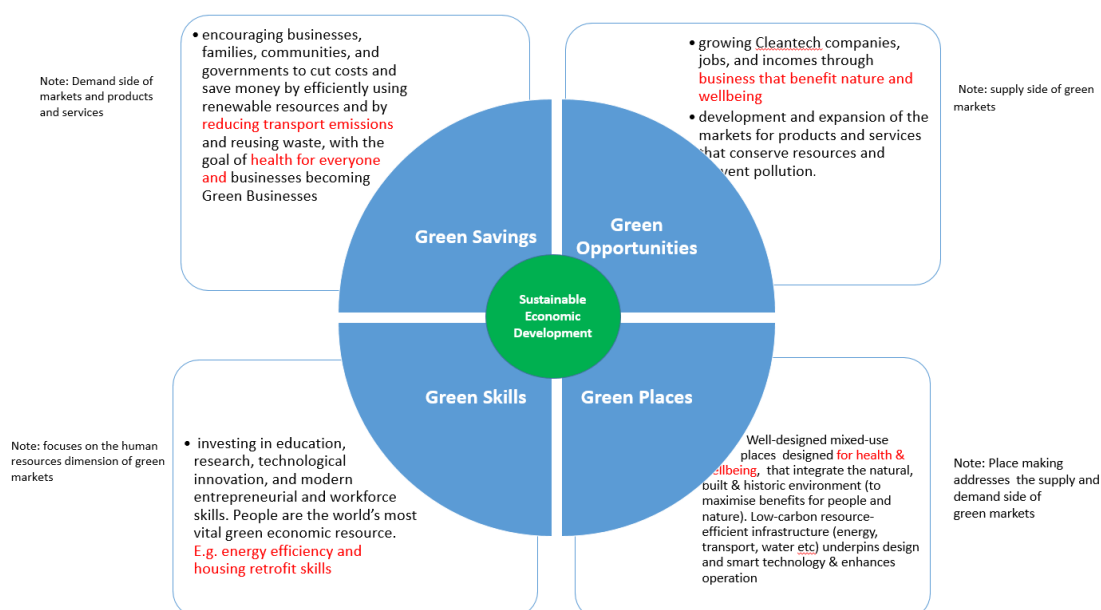 Note: Demand side of
markets and products
and services
• encouraging businesses,
families, communities, and
governments to cut costs and
save money by efficiently using
renewable resources and by
reducing transport emissions
and reusing waste, with the
goal of health for everyone
and businesses becoming
Green Businesses
• growing Cleantech companies,
jobs, and incomes through
business that benefit nature and
wellbeing
• development and expansion of the
markets for products and services
that conserve resources and
vent pollution.
Note: supply side of green
markets
Green Savings
Green
Opportunities
Sustainable
Economic
Development
Green Skills
Green Places
Note: focuses on the human
resources dimension of green
markets
• investing in education,
research, technological
innovation, and modern
entrepreneurial and workforce
skills. People are the world's most
vital green economic resource.
E.g. energy efficiency and
housing retrofit skills
Well-designed mixed-use
places designed for health &
ellbeing, that integrate the natural,
built & historic environment (to
maximise benefits for people and
nature). Low-carbon resource-
efficient infrastructure (energy,
transport, water etc) underpins design
and smart technology & enhances
operation
Note: Place making
addresses the supply and
demand side of
green markets